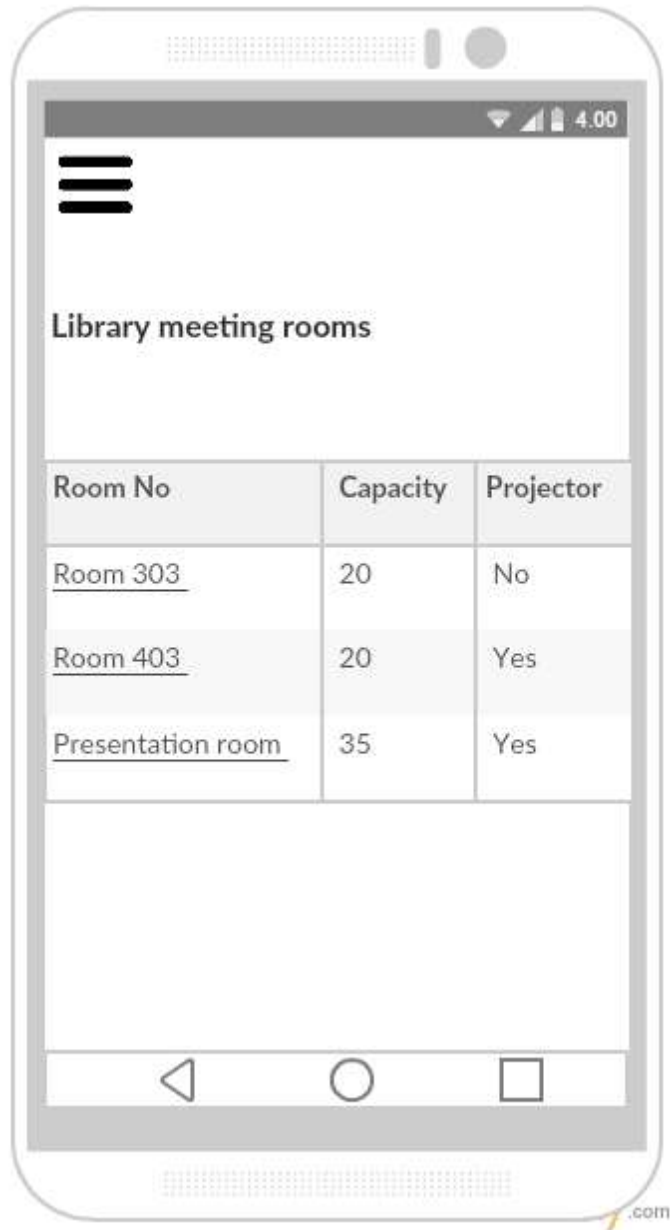 4.00
Library meeting rooms
Room No Capacity Projector
Room 303 20 No
Room 403 20 Yes
Presentation room 35 Yes
.com